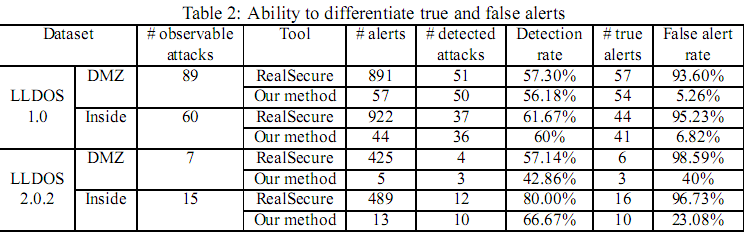 Table 2: Ability to differentiate true and false alerts
Dataset # observable attacks Tool # alerts # detected attacks Detection rate # true alerts False alert rate
LLDOS 1.0 DMZ 89 RealSecure 891 51 57.30% 57 93.60%
Our method 57 50 56.18% 54 5.26%
Inside 60 RealSecure 922 37 61.67% 44 95.23%
Our method 44 36 60% 41 6.82%
LLDOS 2.0.2 DMZ 7 RealSecure 425 4 57.14% 6 98.59%
Our method 5 3 42.86% 3 40%
Inside 15 RealSecure 489 12 80.00% 16 96.73%
Our method 13 10 66.67% 10 23.08%